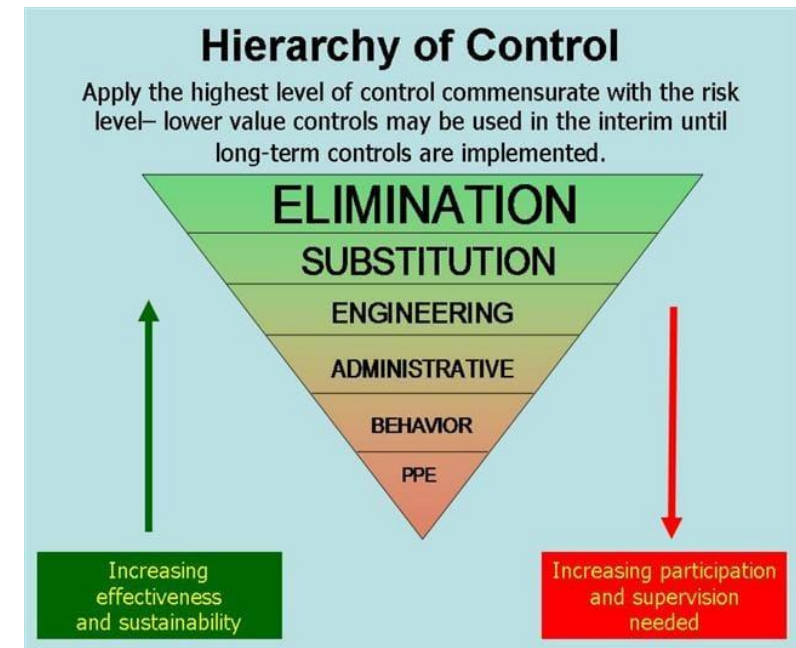 Hierarchy of Control
Apply the highest level of control commensurate with the risk
level– lower value controls may be used in the interim until
long-term controls are implemented.
ELIMINATION
SUBSTITUTION
ENGINEERING
ADMINISTRATIVE
BEHAVIOR
PPE
Increasing
effectiveness
and sustainability
Increasing participation
and supervision
needed